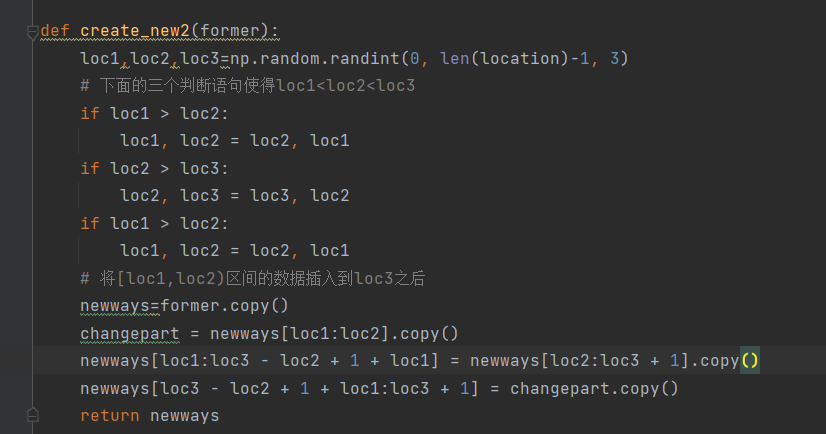 def create_new2(former):
    loc1,loc2,loc3=np.random.randint(0, len(location)-1, 3)
    # 下面的三个判断语句使得loc1<loc2<loc3
    if loc1 > loc2:
        loc1, loc2 = loc2, loc1
    if loc2 > loc3:
        loc2, loc3 = loc3, loc2
    if loc1 > loc2:
        loc1, loc2 = loc2, loc1
    # 将[loc1,loc2)区间的数据插入到loc3之后
    newways=former.copy()
    changepart = newways[loc1:loc2].copy()
    newways[loc1:loc3 - loc2 + 1 + loc1] = newways[loc2:loc3 + 1].copy()
    newways[loc3 - loc2 + 1 + loc1:loc3 + 1] = changepart.copy()
    return newways